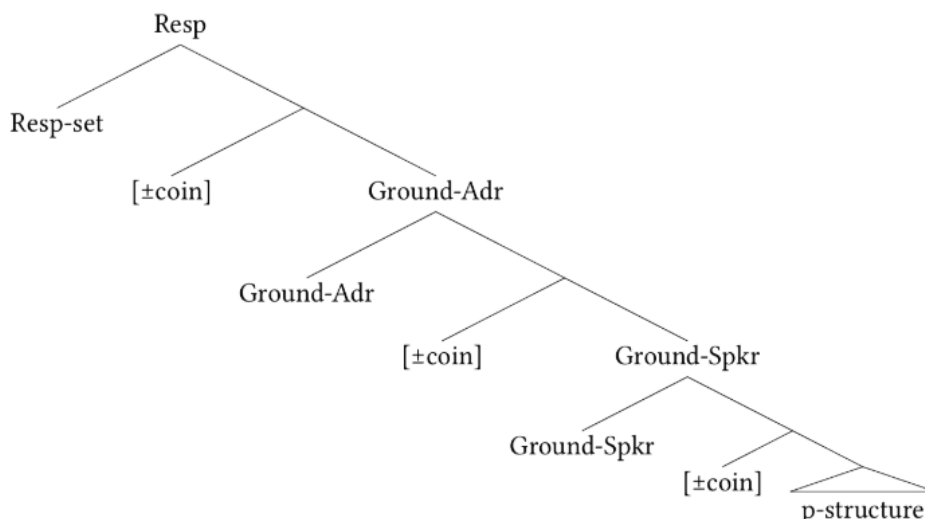 Resp
Resp-set
[±coin]
Ground-Adr
Ground-Adr
[±coin]
Ground-Spkr
Ground-Spkr
[±coin]
p-structure